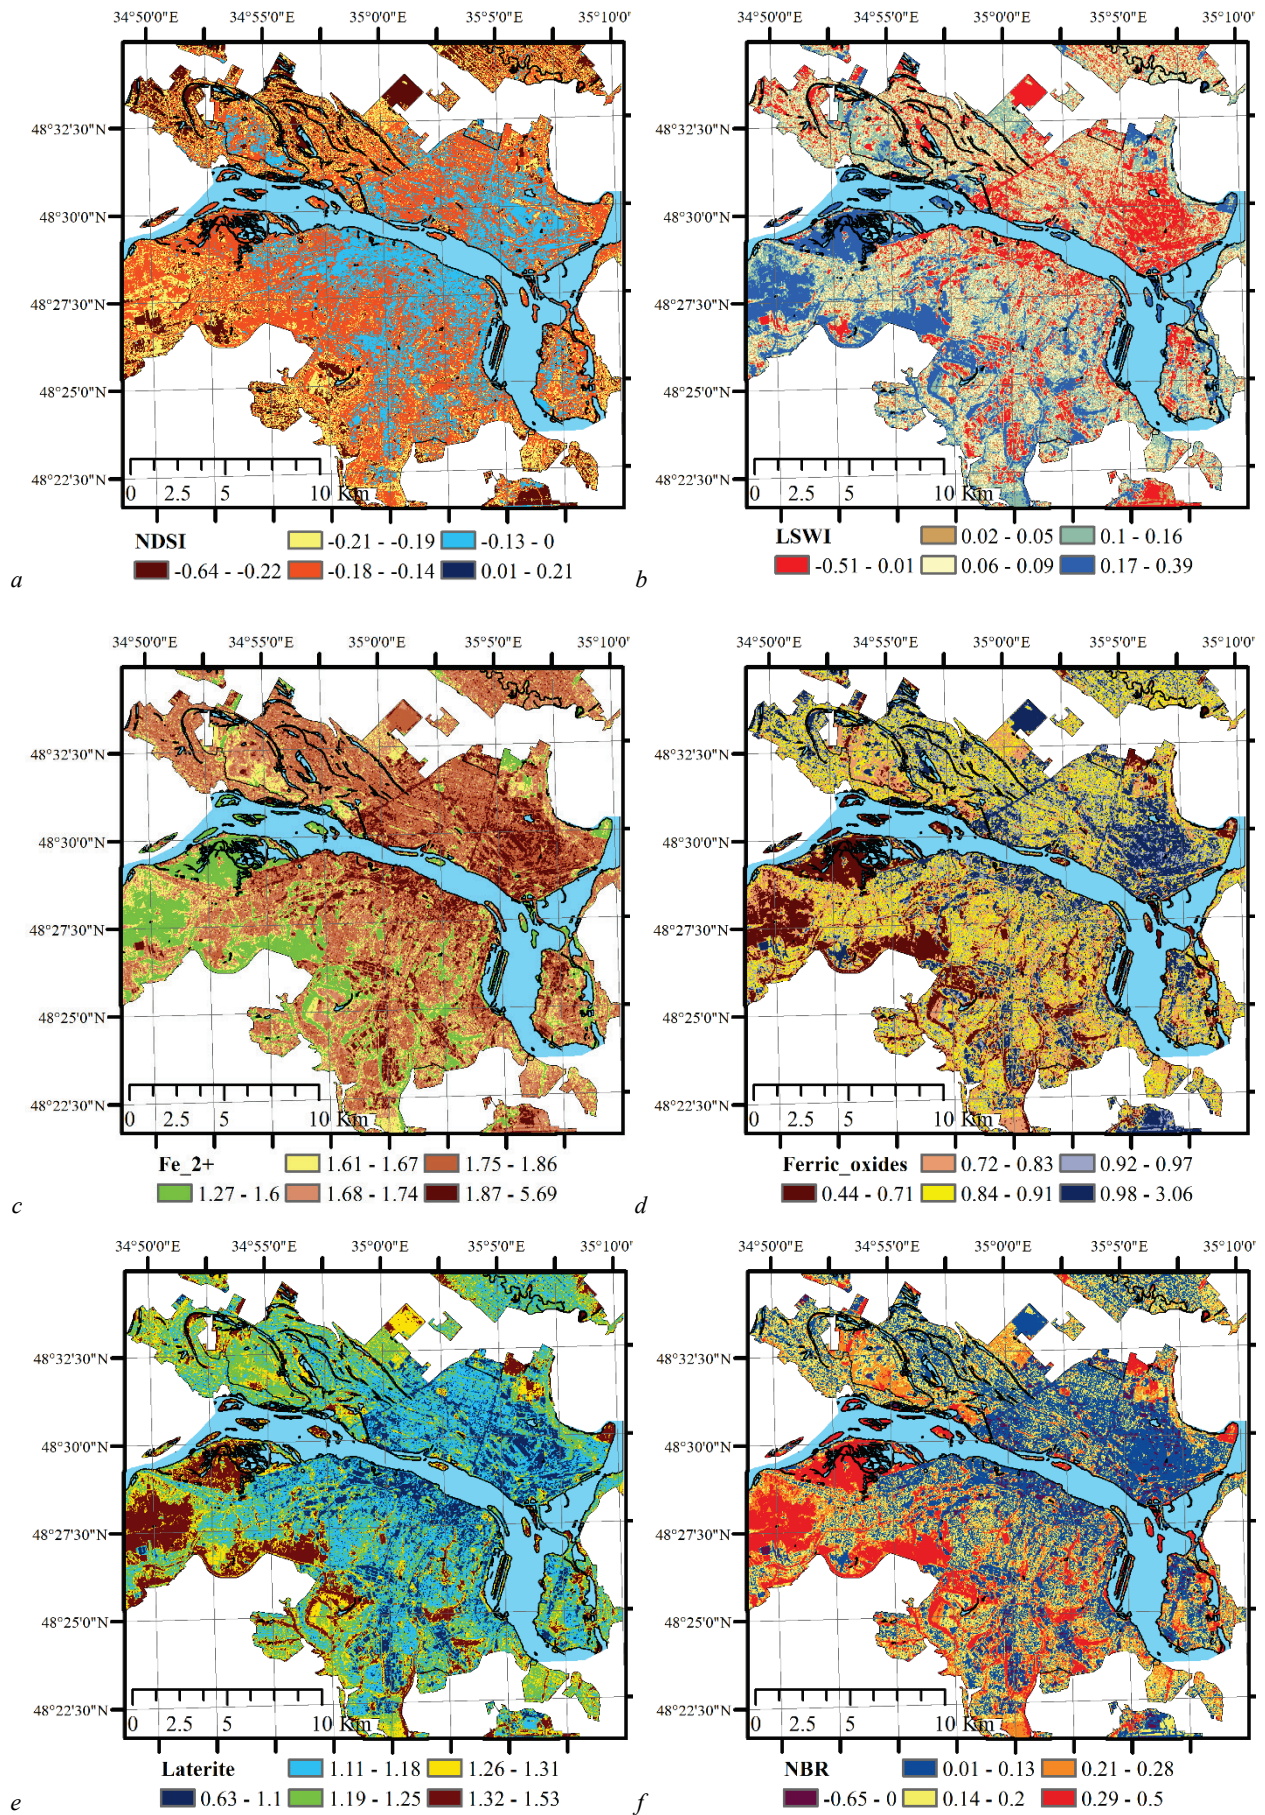 34°50'0"E 34°55'0"E 35°0'0"E 35°5'0"E 35°10'0'
48°32'30"N
48°30'0"N
48°27'30"N
48°25'0"N
48°22'30"N
0 2.5 5 10 Km
NDSI -0.21 - -0.19 -0.13 - 0
-0.64 - -0.22 -0.18 - -0.14 0.01 - 0.21
a
34°50'0"E 34°55'0"E 35°0'0"E 35°5'0"E 35°10'0'
48°32'30"N
48°30'0"N
48°27'30"N
48°25'0"N
48°22'30"N
0 2.5 5 10 Km
LSWI 0.02 - 0.05 0.1 - 0.16
-0.51 - 0.01 0.06 - 0.09 0.17 - 0.39
b
34°50'0"E 34°55'0"E 35°0'0"E 35°5'0"E 35°10'0'
48°32'30"N
48°30'0"N
48°27'30"N
48°25'0"N
48°22'30"N
0 2.5 5 10 Km
Fe_2+ 1.61 - 1.67 1.75 - 1.86
1.27 - 1.6 1.68 - 1.74 1.87 - 5.69
c
34°50'0"E 34°55'0"E 35°0'0"E 35°5'0"E 35°10'0'
48°32'30"N
48°30'0"N
48°27'30"N
48°25'0"N
48°22'30"N
0 2.5 5 10 Km
Ferric_oxides 0.72 - 0.83 0.92 - 0.97
0.44 - 0.71 0.84 - 0.91 0.98 - 3.06
d
34°50'0"E 34°55'0"E 35°0'0"E 35°5'0"E 35°10'0'
48°32'30"N
48°30'0"N
48°27'30"N
48°25'0"N
48°22'30"N
0 2.5 5 10 Km
Laterite 1.11 - 1.18 1.26 - 1.31
0.63 - 1.1 1.19 - 1.25 1.32 - 1.53
e
34°50'0"E 34°55'0"E 35°0'0"E 35°5'0"E 35°10'0'
48°32'30"N
48°30'0"N
48°27'30"N
48°25'0"N
48°22'30"N
0 2.5 5 10 Km
NBR 0.01 - 0.13 0.21 - 0.28
-0.65 - 0 0.14 - 0.2 0.29 - 0.5
f